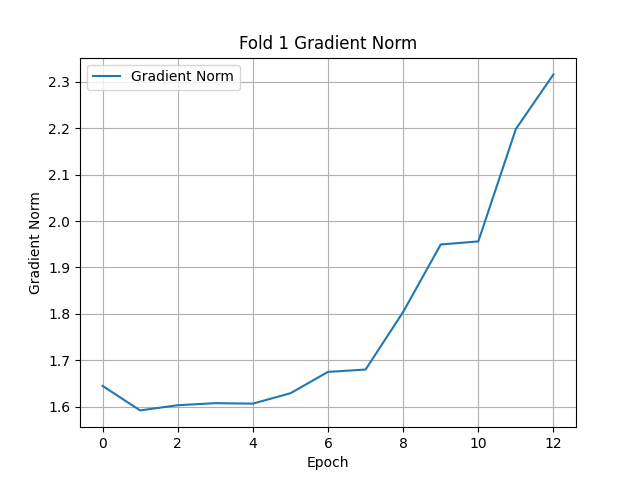 Fold 1 Gradient Norm
Gradient Norm
2.3
2.2
2.1
2.0
1.9
1.8
1.7
1.6
Gradient Norm
0 2 4 6 8 10 12
Epoch